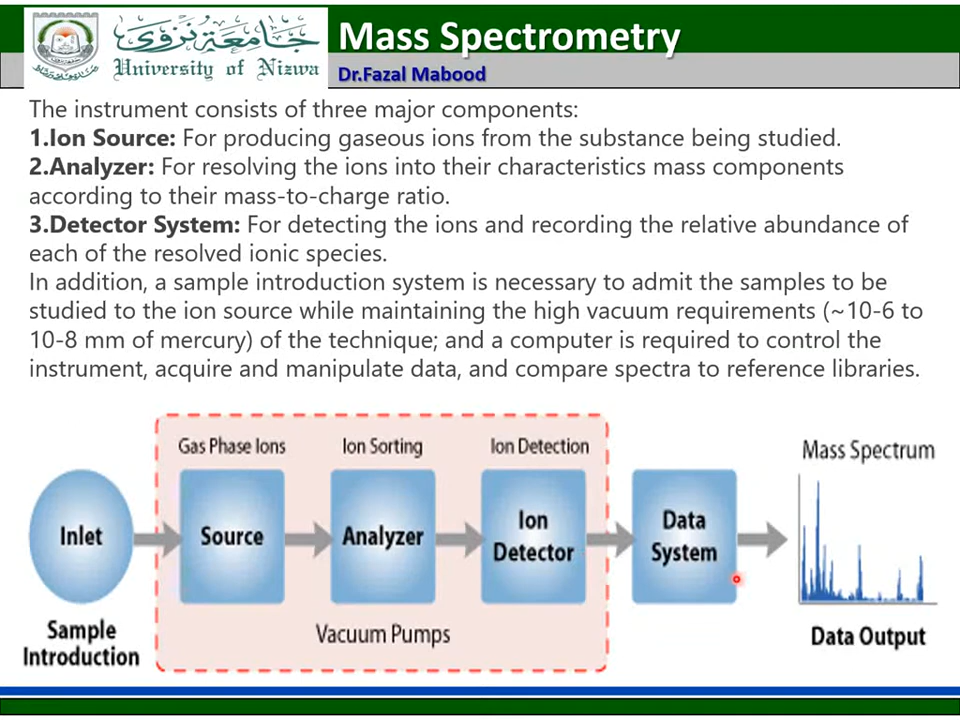 جامعة نزوى
University of Nizwa
Mass Spectrometry
Dr.Fazal Mabood
The instrument consists of three major components:
1.Ion Source: For producing gaseous ions from the substance being studied.
2.Analyzer: For resolving the ions into their characteristics mass components
according to their mass-to-charge ratio.
3.Detector System: For detecting the ions and recording the relative abundance of
each of the resolved ionic species.
In addition, a sample introduction system is necessary to admit the samples to be
studied to the ion source while maintaining the high vacuum requirements (~10-6 to
10-8 mm of mercury) of the technique; and a computer is required to control the
instrument, acquire and manipulate data, and compare spectra to reference libraries.
Gas Phase Ions
Ion Sorting
Ion Detection
Mass Spectrum
Inlet
Source
Analyzer
Ion
Detector
Data
System
Sample
Introduction
Vacuum Pumps
Data Output